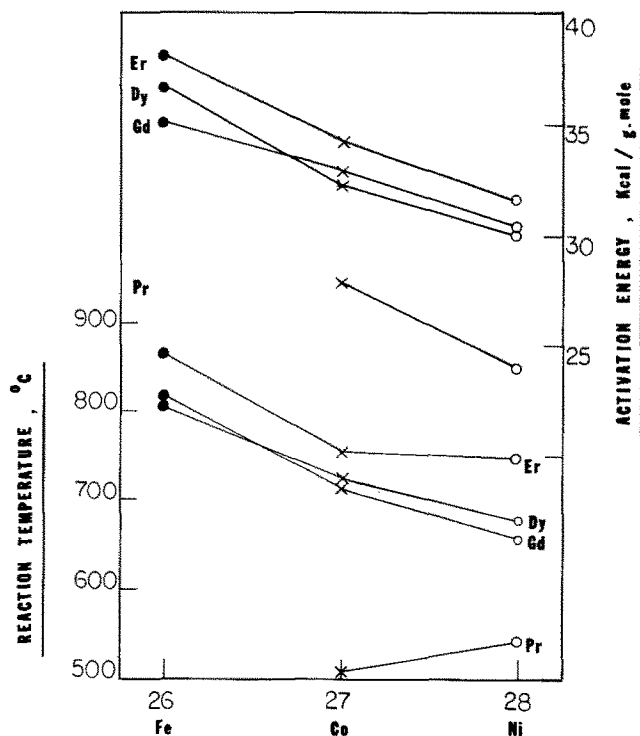 40
Er
Dy
Gd
35
30
Pr
900
25
800
Er
700
Dy
Gd
600
Pr
500
26
27
28
Fe
Co
Ni
REACTION TEMPERATURE , °C
ACTIVATION ENERGY , Kcal/g.mole